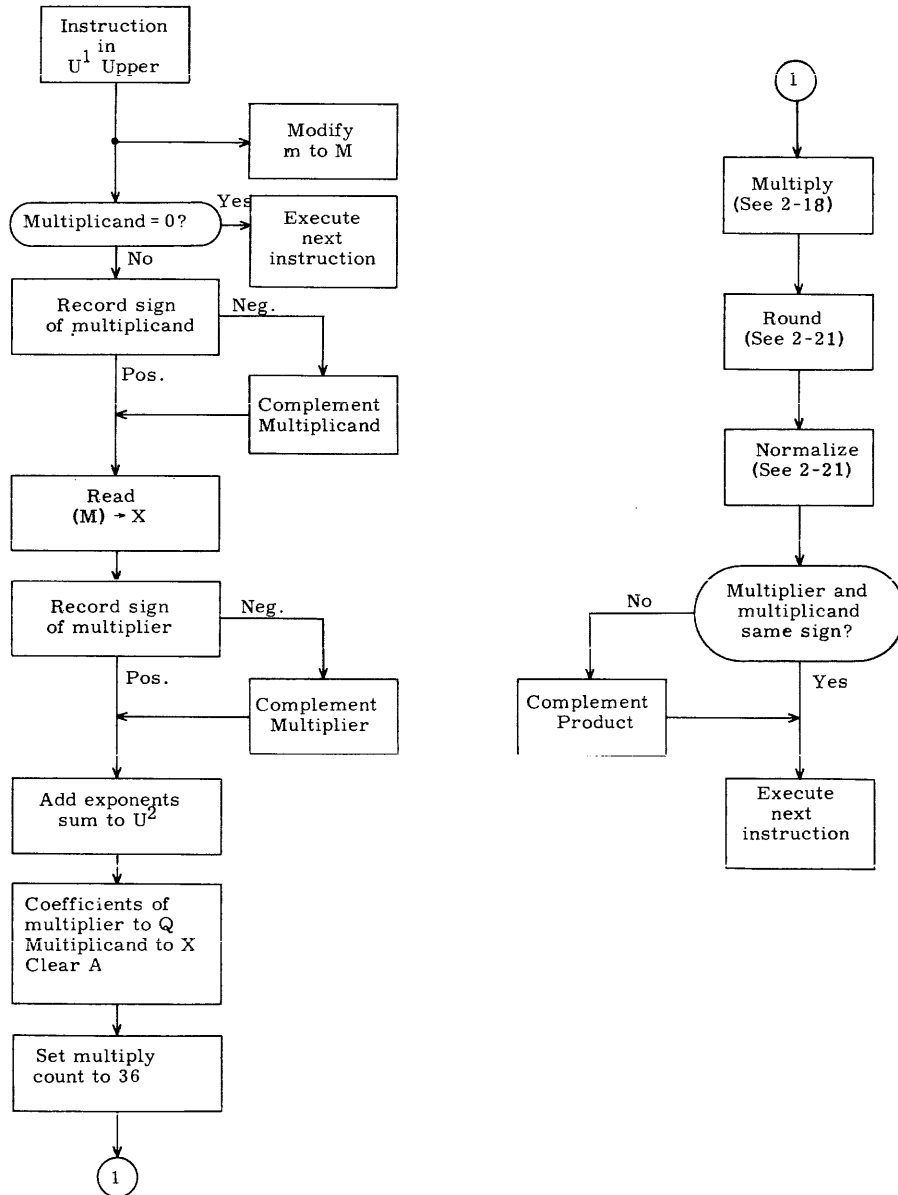 Instruction
in
U¹ Upper
Modify
m to M
Multiplicand = 0?
Yes
Execute
next
instruction
No
Record sign
of multiplicand
Neg.
Pos.
Complement
Multiplicand
Read
(M) → X
Record sign
of multiplier
Neg.
Pos.
Complement
Multiplier
Add exponents
sum to U²
Coefficients of
multiplier to Q
Multiplicand to X
Clear A
Set multiply
count to 36
1
1
Multiply
(See 2-18)
Round
(See 2-21)
Normalize
(See 2-21)
Multiplier and
multiplicand
same sign?
No
Yes
Complement
Product
Execute
next
instruction